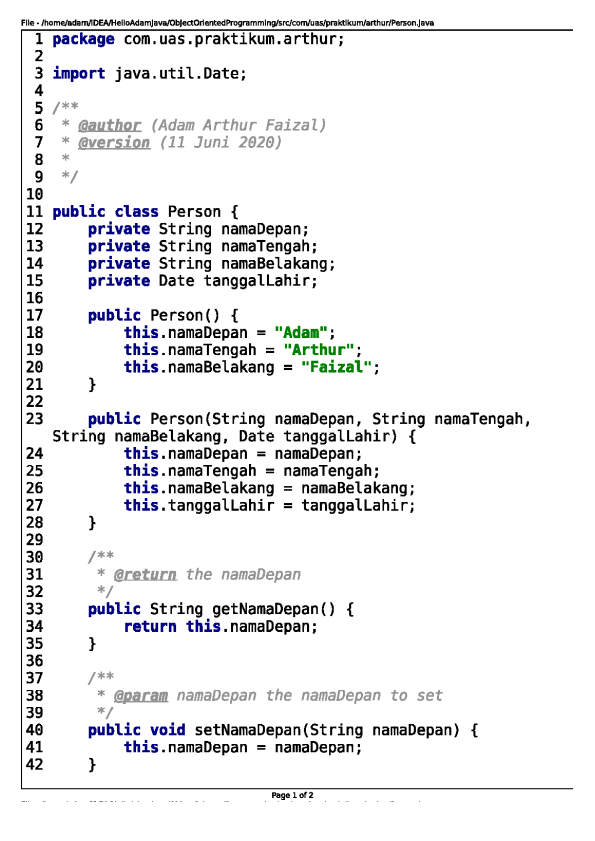 File - /home/adam/IDEA/HelloAdamJava/ObjectOrientedProgramming/src/com/uas/praktikum/arthur/Person.java
1 package com.uas.praktikum.arthur;
2
3 import java.util.Date;
4
5 /**
6  * @author (Adam Arthur Faizal)
7  * @version (11 Juni 2020)
8  *
9  */
10
11 public class Person {
12     private String namaDepan;
13     private String namaTengah;
14     private String namaBelakang;
15     private Date tanggalLahir;
16
17     public Person() {
18         this.namaDepan = "Adam";
19         this.namaTengah = "Arthur";
20         this.namaBelakang = "Faizal";
21     }
22
23     public Person(String namaDepan, String namaTengah,
String namaBelakang, Date tanggalLahir) {
24         this.namaDepan = namaDepan;
25         this.namaTengah = namaTengah;
26         this.namaBelakang = namaBelakang;
27         this.tanggalLahir = tanggalLahir;
28     }
29
30     /**
31      * @return the namaDepan
32      */
33     public String getNamaDepan() {
34         return this.namaDepan;
35     }
36
37     /**
38      * @param namaDepan the namaDepan to set
39      */
40     public void setNamaDepan(String namaDepan) {
41         this.namaDepan = namaDepan;
42     }
Page 1 of 2